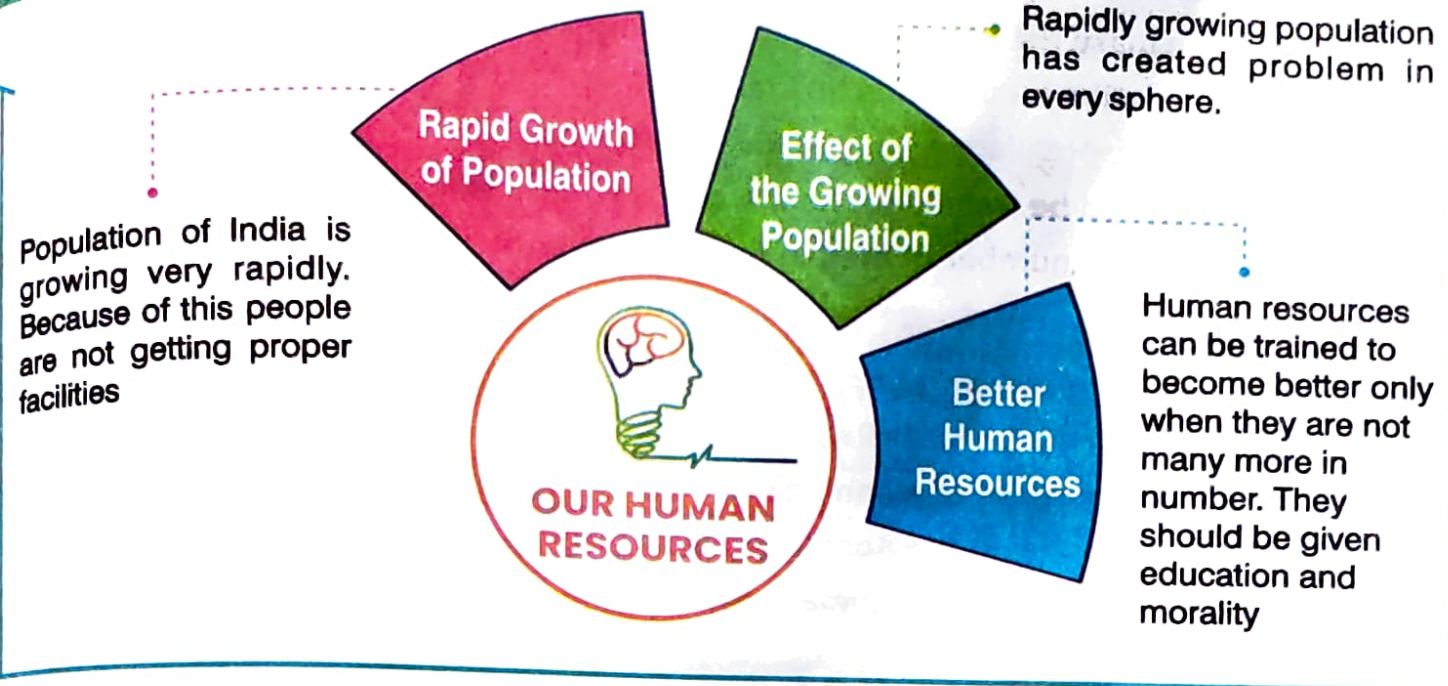 Rapid Growth
of Population
Population of India is
growing very rapidly.
Because of this people
are not getting proper
facilities
Effect of
the Growing
Population
Rapidly growing population
has created problem in
every sphere.
Better
Human
Resources
Human resources
can be trained to
become better only
when they are not
many more in
number. They
should be given
education and
morality
OUR HUMAN
RESOURCES